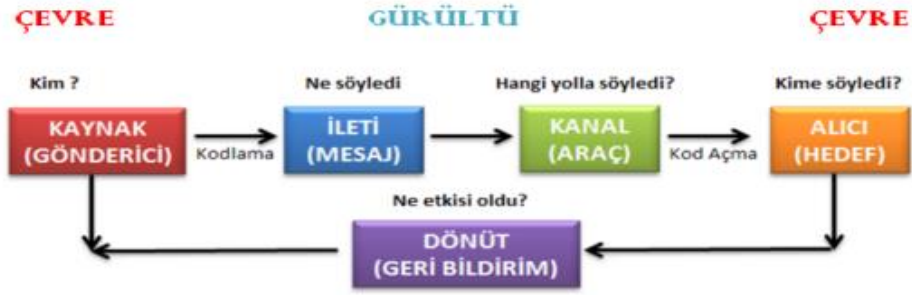 ÇEVRE GÜRÜLTÜ ÇEVRE
Kim ? Ne söyledi Hangi yolla söyledi? Kime söyledi?
KAYNAK
(GÖNDERİCİ)
Kodlama
İLETİ
(MESAJ)
KANAL
(ARAÇ)
Kod Açma
ALICI
(HEDEF)
Ne etkisi oldu?
DÖNÜT
(GERİ BİLDİRİM)